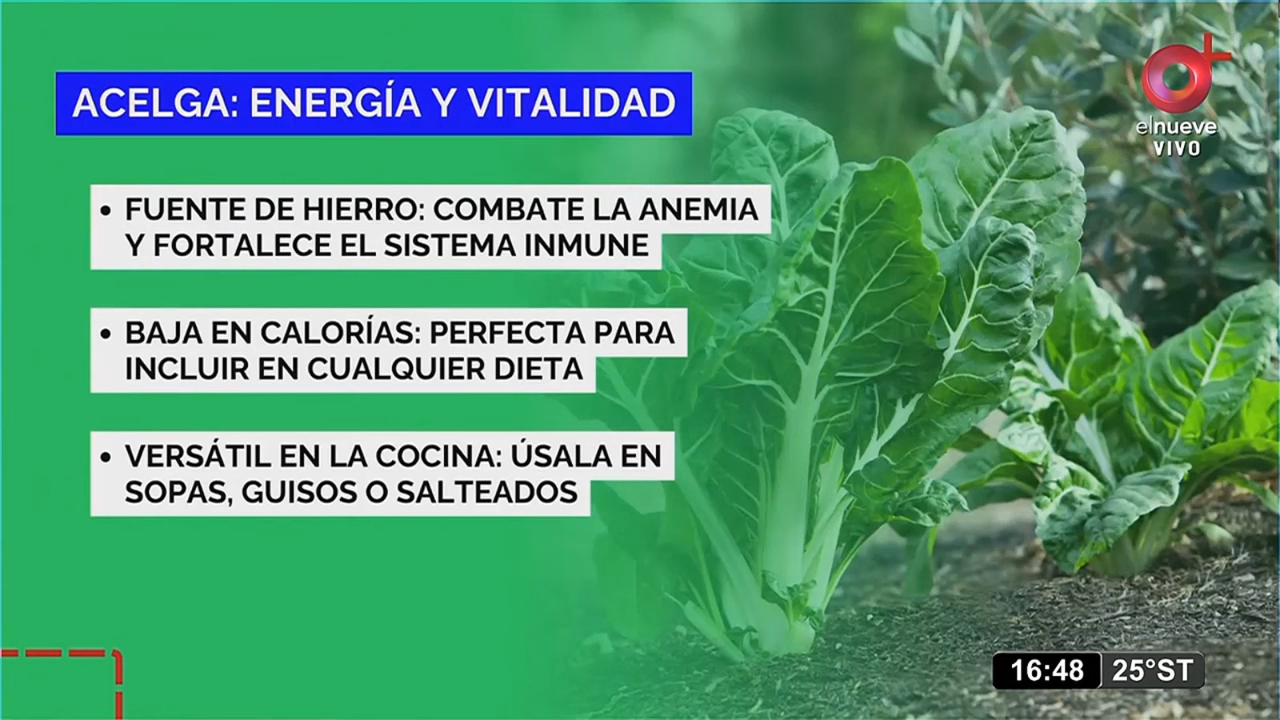 ACELGA: ENERGÍA Y VITALIDAD
• FUENTE DE HIERRO: COMBATE LA ANEMIA
Y FORTALECE EL SISTEMA INMUNE
• BAJA EN CALORÍAS: PERFECTA PARA
INCLUIR EN CUALQUIER DIETA
• VERSÁTIL EN LA COCINA: ÚSALA EN
SOPAS, GUISOS O SALTEADOS
elnueve
VIVO
16:48 25°ST